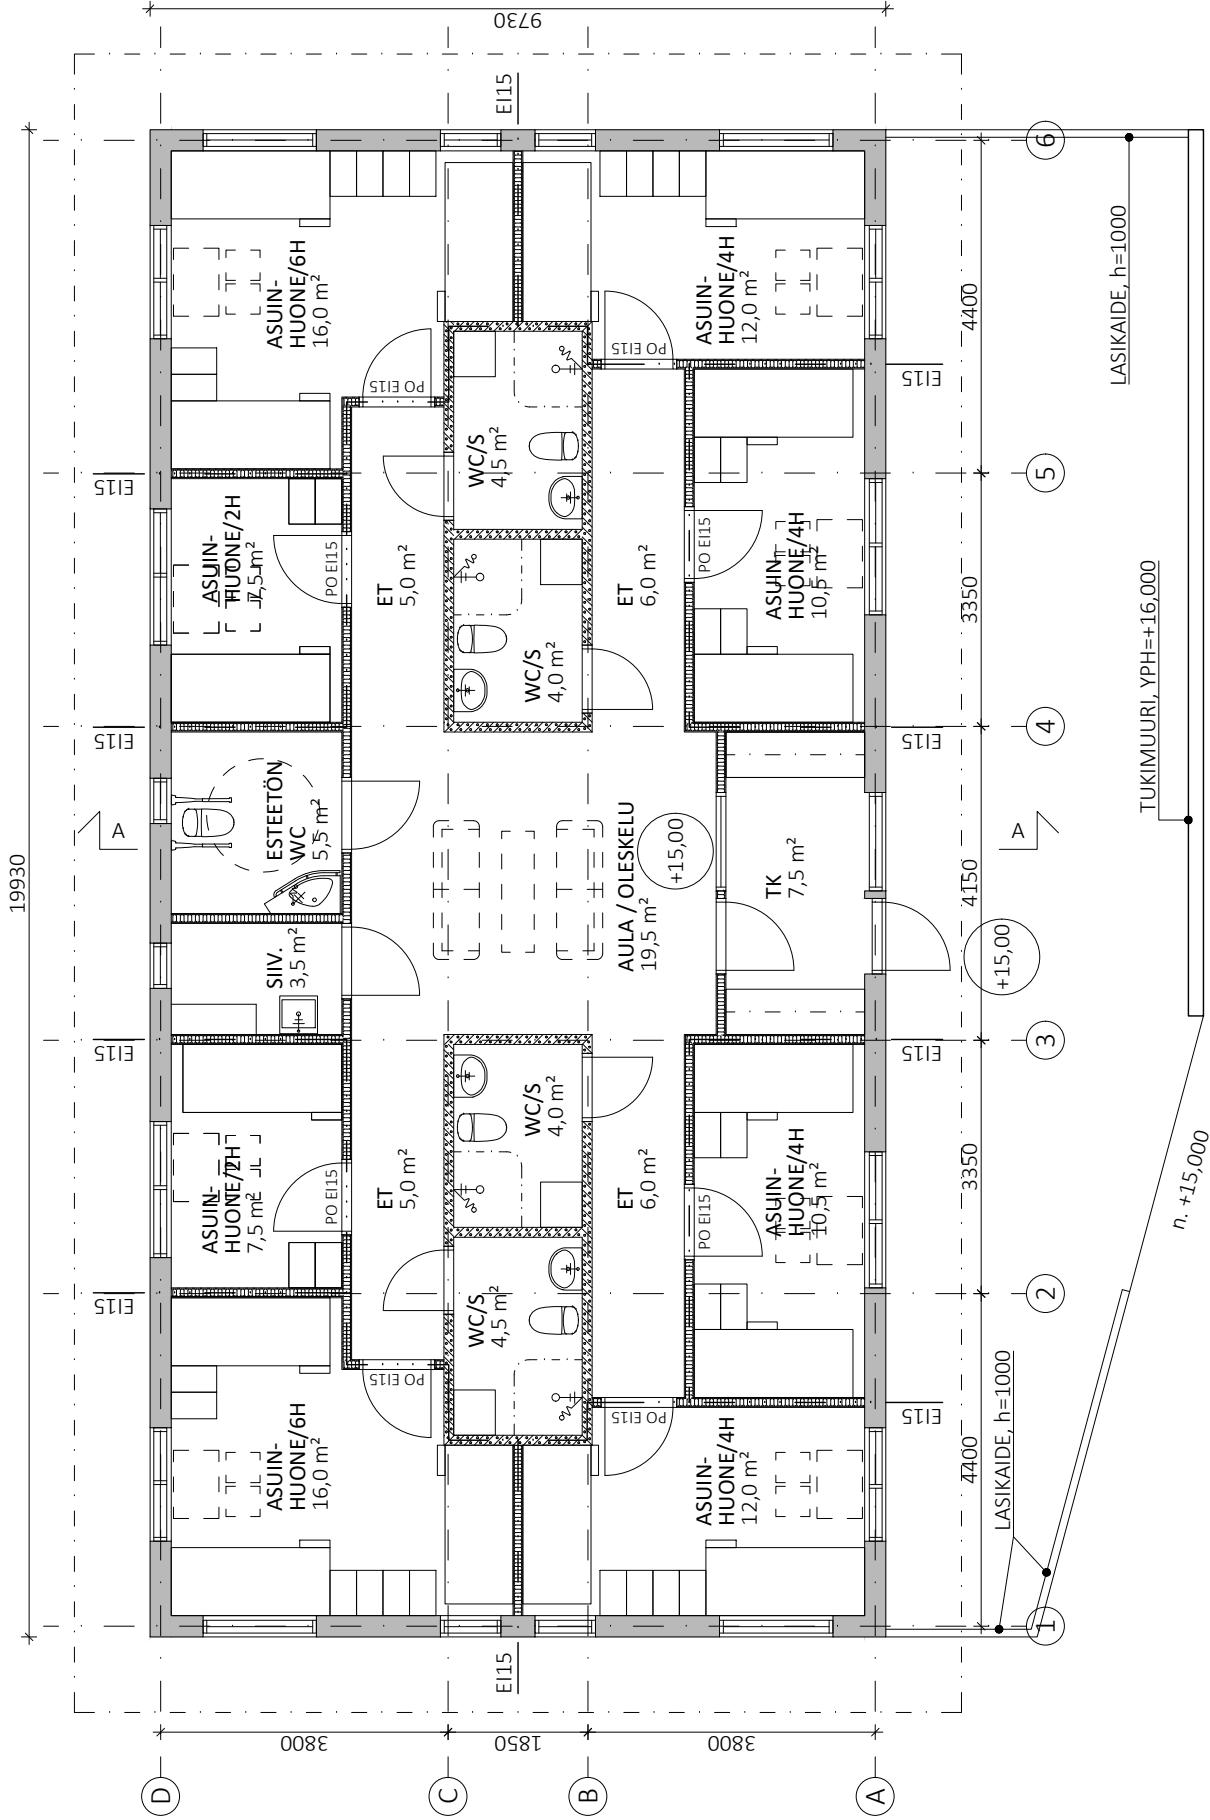 9730
19930
EI15
EI15
EI15
EI15
EI15
EI15
EI15
EI15
EI15
EI15
EI15
ASUIN-
HUONE/6H
16,0 m²
ASUIN-
HUONE/4H
12,0 m²
PO EI15
PO EI15
WC/S
4,5 m²
ASUIN-
HUONE/2H
7,5 m²
PO EI15
ET
5,0 m²
WC/S
4,0 m²
ET
6,0 m²
PO EI15
ASUIN-
HUONE/4H
10,5 m²
A
ESTEETÖN
WC
5,5 m²
SIIV.
3,5 m²
AULA / OLESKELU
19,5 m²
+15,00
TK
7,5 m²
A
+15,00
ASUIN-
HUONE/2H
7,5 m²
PO EI15
ET
5,0 m²
WC/S
4,0 m²
ET
6,0 m²
PO EI15
ASUIN-
HUONE/4H
10,5 m²
WC/S
4,5 m²
PO EI15
PO EI15
ASUIN-
HUONE/6H
16,0 m²
ASUIN-
HUONE/4H
12,0 m²
4400
3350
4150
3350
4400
6
5
4
3
2
1
LASIKAIDE, h=1000
TUKIMUURI, YPH=+16,000
n. +15,000
LASIKAIDE, h=1000
3800
1850
3800
D
C
B
A